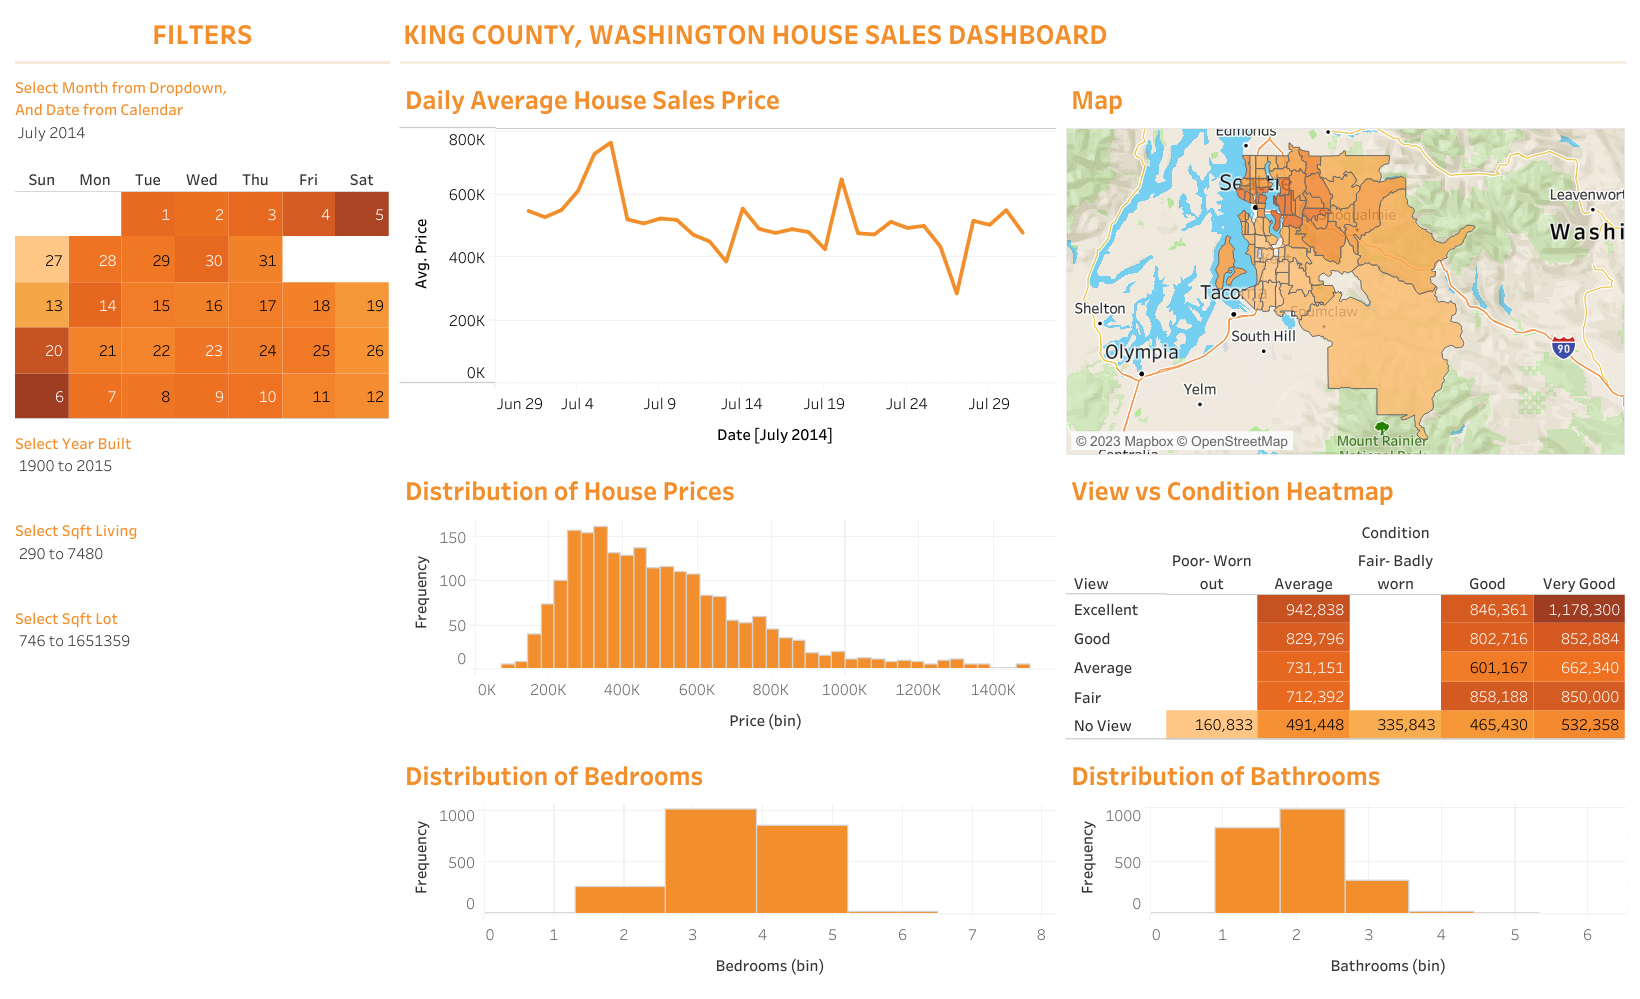 FILTERS
KING COUNTY, WASHINGTON HOUSE SALES DASHBOARD
Select Month from Dropdown,
And Date from Calendar
July 2014
Sun Mon Tue Wed Thu Fri Sat
1 2 3 4 5
27 28 29 30 31
13 14 15 16 17 18 19
20 21 22 23 24 25 26
6 7 8 9 10 11 12
Select Year Built
1900 to 2015
Select Sqft Living
290 to 7480
Select Sqft Lot
746 to 1651359
Daily Average House Sales Price
800K
600K
400K
200K
0K
Avg. Price
Jun 29 Jul 4 Jul 9 Jul 14 Jul 19 Jul 24 Jul 29
Date [July 2014]
Map
Edmonds
Seattle
Snoqualmie
Leavenwort
Washi
Tacoma
Enumclaw
Shelton
South Hill
90
Olympia
Yelm
Mount Rainier
National Park
© 2023 Mapbox © OpenStreetMap
Centralia
Distribution of House Prices
150
100
50
0
Frequency
0K 200K 400K 600K 800K 1000K 1200K 1400K
Price (bin)
View vs Condition Heatmap
Condition
Poor- Worn Fair- Badly
View out Average worn Good Very Good
Excellent 942,838 846,361 1,178,300
Good 829,796 802,716 852,884
Average 731,151 601,167 662,340
Fair 712,392 858,188 850,000
No View 160,833 491,448 335,843 465,430 532,358
Distribution of Bedrooms
1000
500
0
Frequency
0 1 2 3 4 5 6 7 8
Bedrooms (bin)
Distribution of Bathrooms
1000
500
0
Frequency
0 1 2 3 4 5 6
Bathrooms (bin)